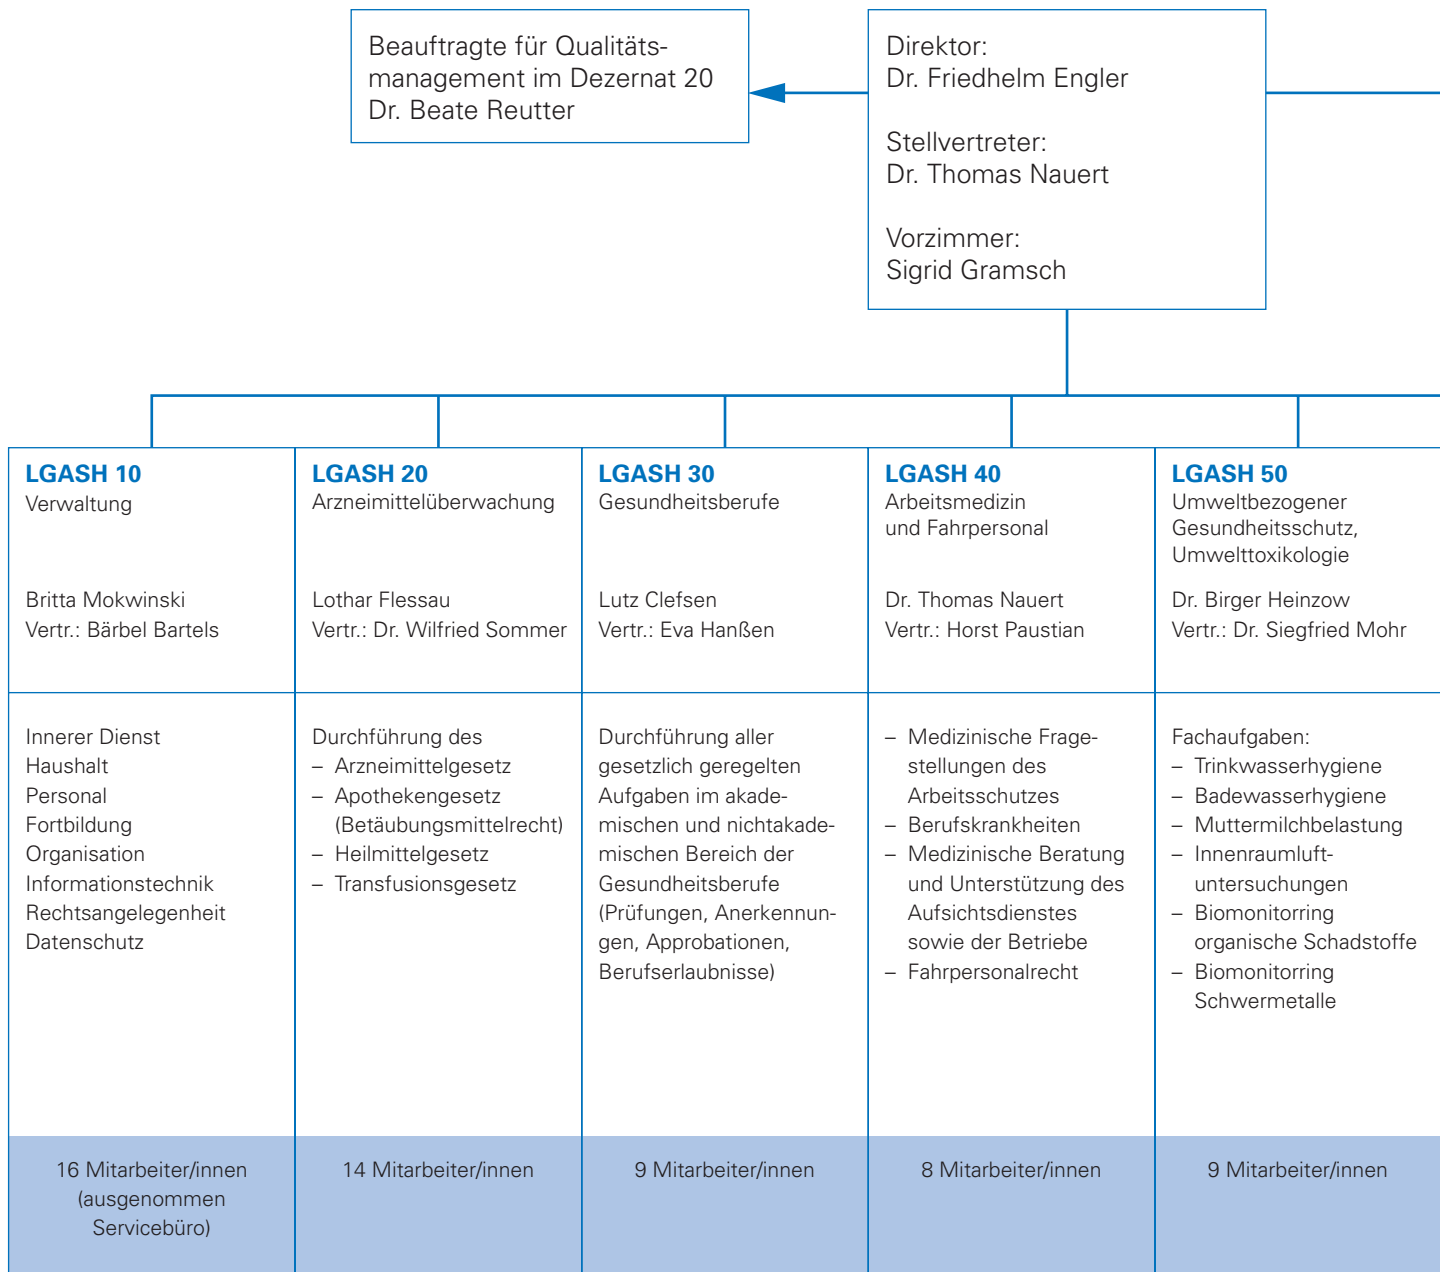 Beauftragte für Qualitäts-
management im Dezernat 20
Dr. Beate Reutter
Direktor:
Dr. Friedhelm Engler
Stellvertreter:
Dr. Thomas Nauert
Vorzimmer:
Sigrid Gramsch
LGASH 10
Verwaltung
Britta Mokwinski
Vertr.: Bärbel Bartels
Innerer Dienst
Haushalt
Personal
Fortbildung
Organisation
Informationstechnik
Rechtsangelegenheit
Datenschutz
16 Mitarbeiter/innen
(ausgenommen
Servicebüro)
LGASH 20
Arzneimittelüberwachung
Lothar Flessau
Vertr.: Dr. Wilfried Sommer
Durchführung des
– Arzneimittelgesetz
– Apothekengesetz
(Betäubungsmittelrecht)
– Heilmittelgesetz
– Transfusionsgesetz
14 Mitarbeiter/innen
LGASH 30
Gesundheitsberufe
Lutz Clefsen
Vertr.: Eva Hanßen
Durchführung aller
gesetzlich geregelten
Aufgaben im akade-
mischen und nichtakade-
mischen Bereich der
Gesundheitsberufe
(Prüfungen, Anerkennun-
gen, Approbationen,
Berufserlaubnisse)
9 Mitarbeiter/innen
LGASH 40
Arbeitsmedizin
und Fahrpersonal
Dr. Thomas Nauert
Vertr.: Horst Paustian
– Medizinische Frage-
stellungen des
Arbeitsschutzes
– Berufskrankheiten
– Medizinische Beratung
und Unterstützung des
Aufsichtsdienstes
sowie der Betriebe
– Fahrpersonalrecht
8 Mitarbeiter/innen
LGASH 50
Umweltbezogener
Gesundheitsschutz,
Umwelttoxikologie
Dr. Birger Heinzow
Vertr.: Dr. Siegfried Mohr
Fachaufgaben:
– Trinkwasserhygiene
– Badewasserhygiene
– Muttermilchbelastung
– Innenraumluft-
untersuchungen
– Biomonitorring
organische Schadstoffe
– Biomonitorring
Schwermetalle
9 Mitarbeiter/innen